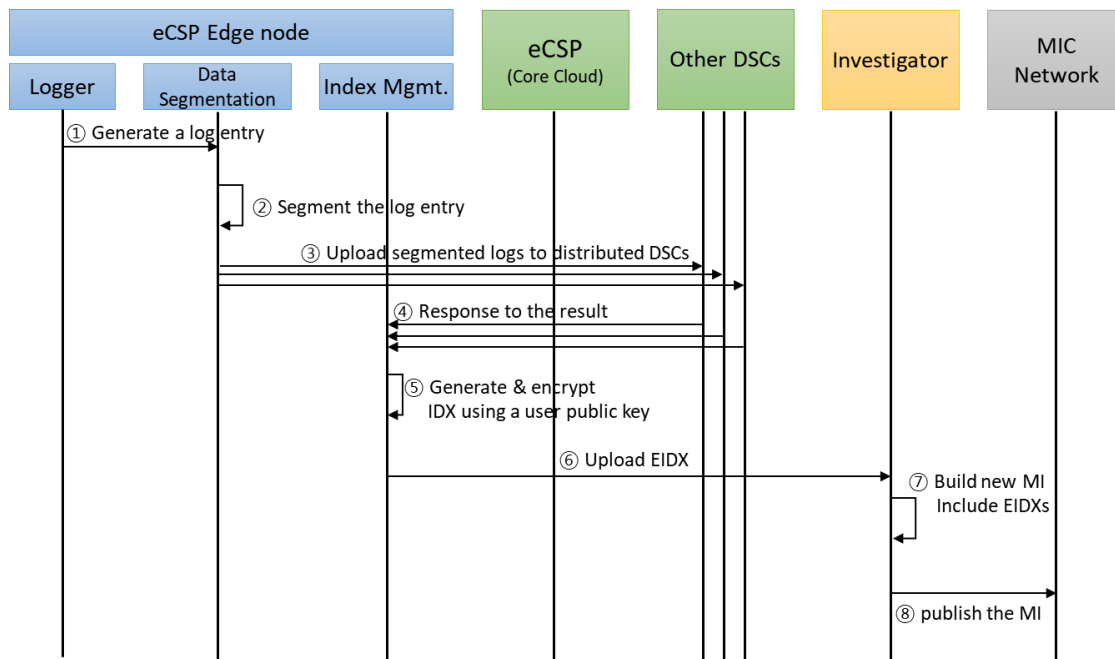 eCSP Edge node
Logger
Data
Segmentation
Index Mgmt.
eCSP
(Core Cloud)
Other DSCs
Investigator
MIC
Network
① Generate a log entry
② Segment the log entry
③ Upload segmented logs to distributed DSCs
④ Response to the result
⑤ Generate & encrypt
IDX using a user public key
⑥ Upload EIDX
⑦ Build new MI
Include EIDXs
⑧ publish the MI